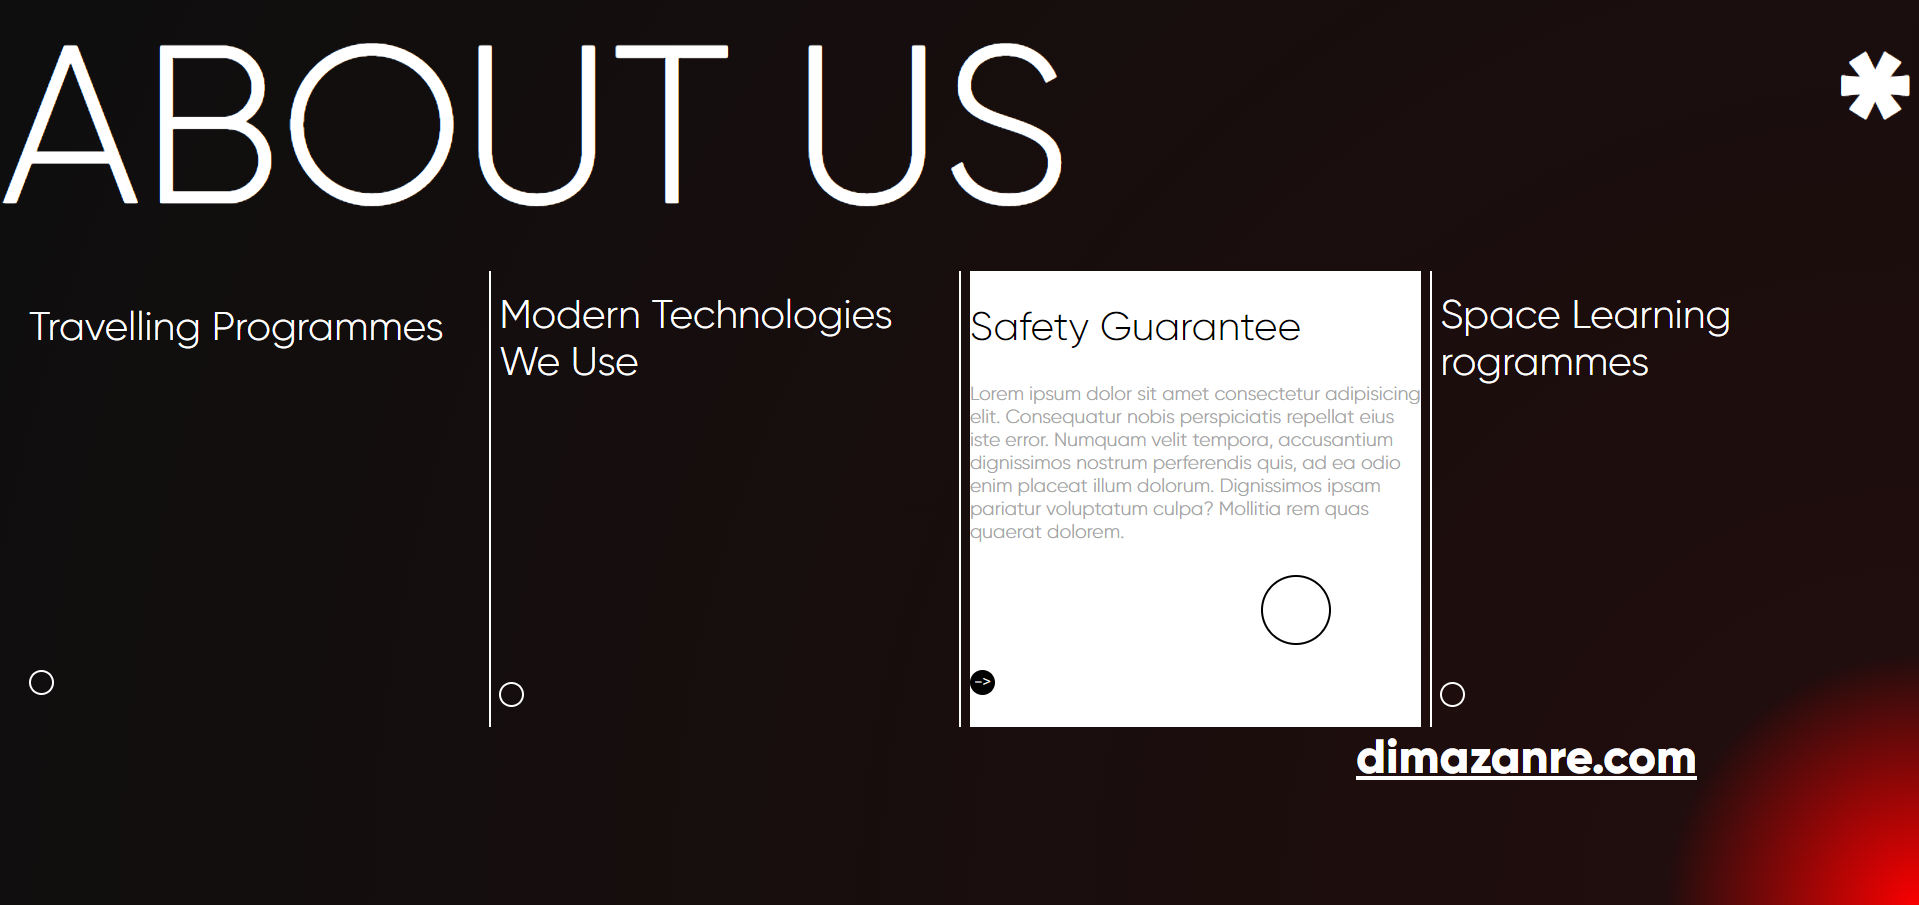 ABOUT US
Travelling Programmes
Modern Technologies
We Use
Safety Guarantee
Lorem ipsum dolor sit amet consectetur adipisicing
elit. Consequatur nobis perspiciatis repellat eius
iste error. Numquam velit tempora, accusantium
dignissimos nostrum perferendis quis, ad ea odio
enim placeat illum dolorum. Dignissimos ipsam
pariatur voluptatum culpa? Mollitia rem quas
quaerat dolorem.
->
Space Learning
rogrammes
dimazanre.com